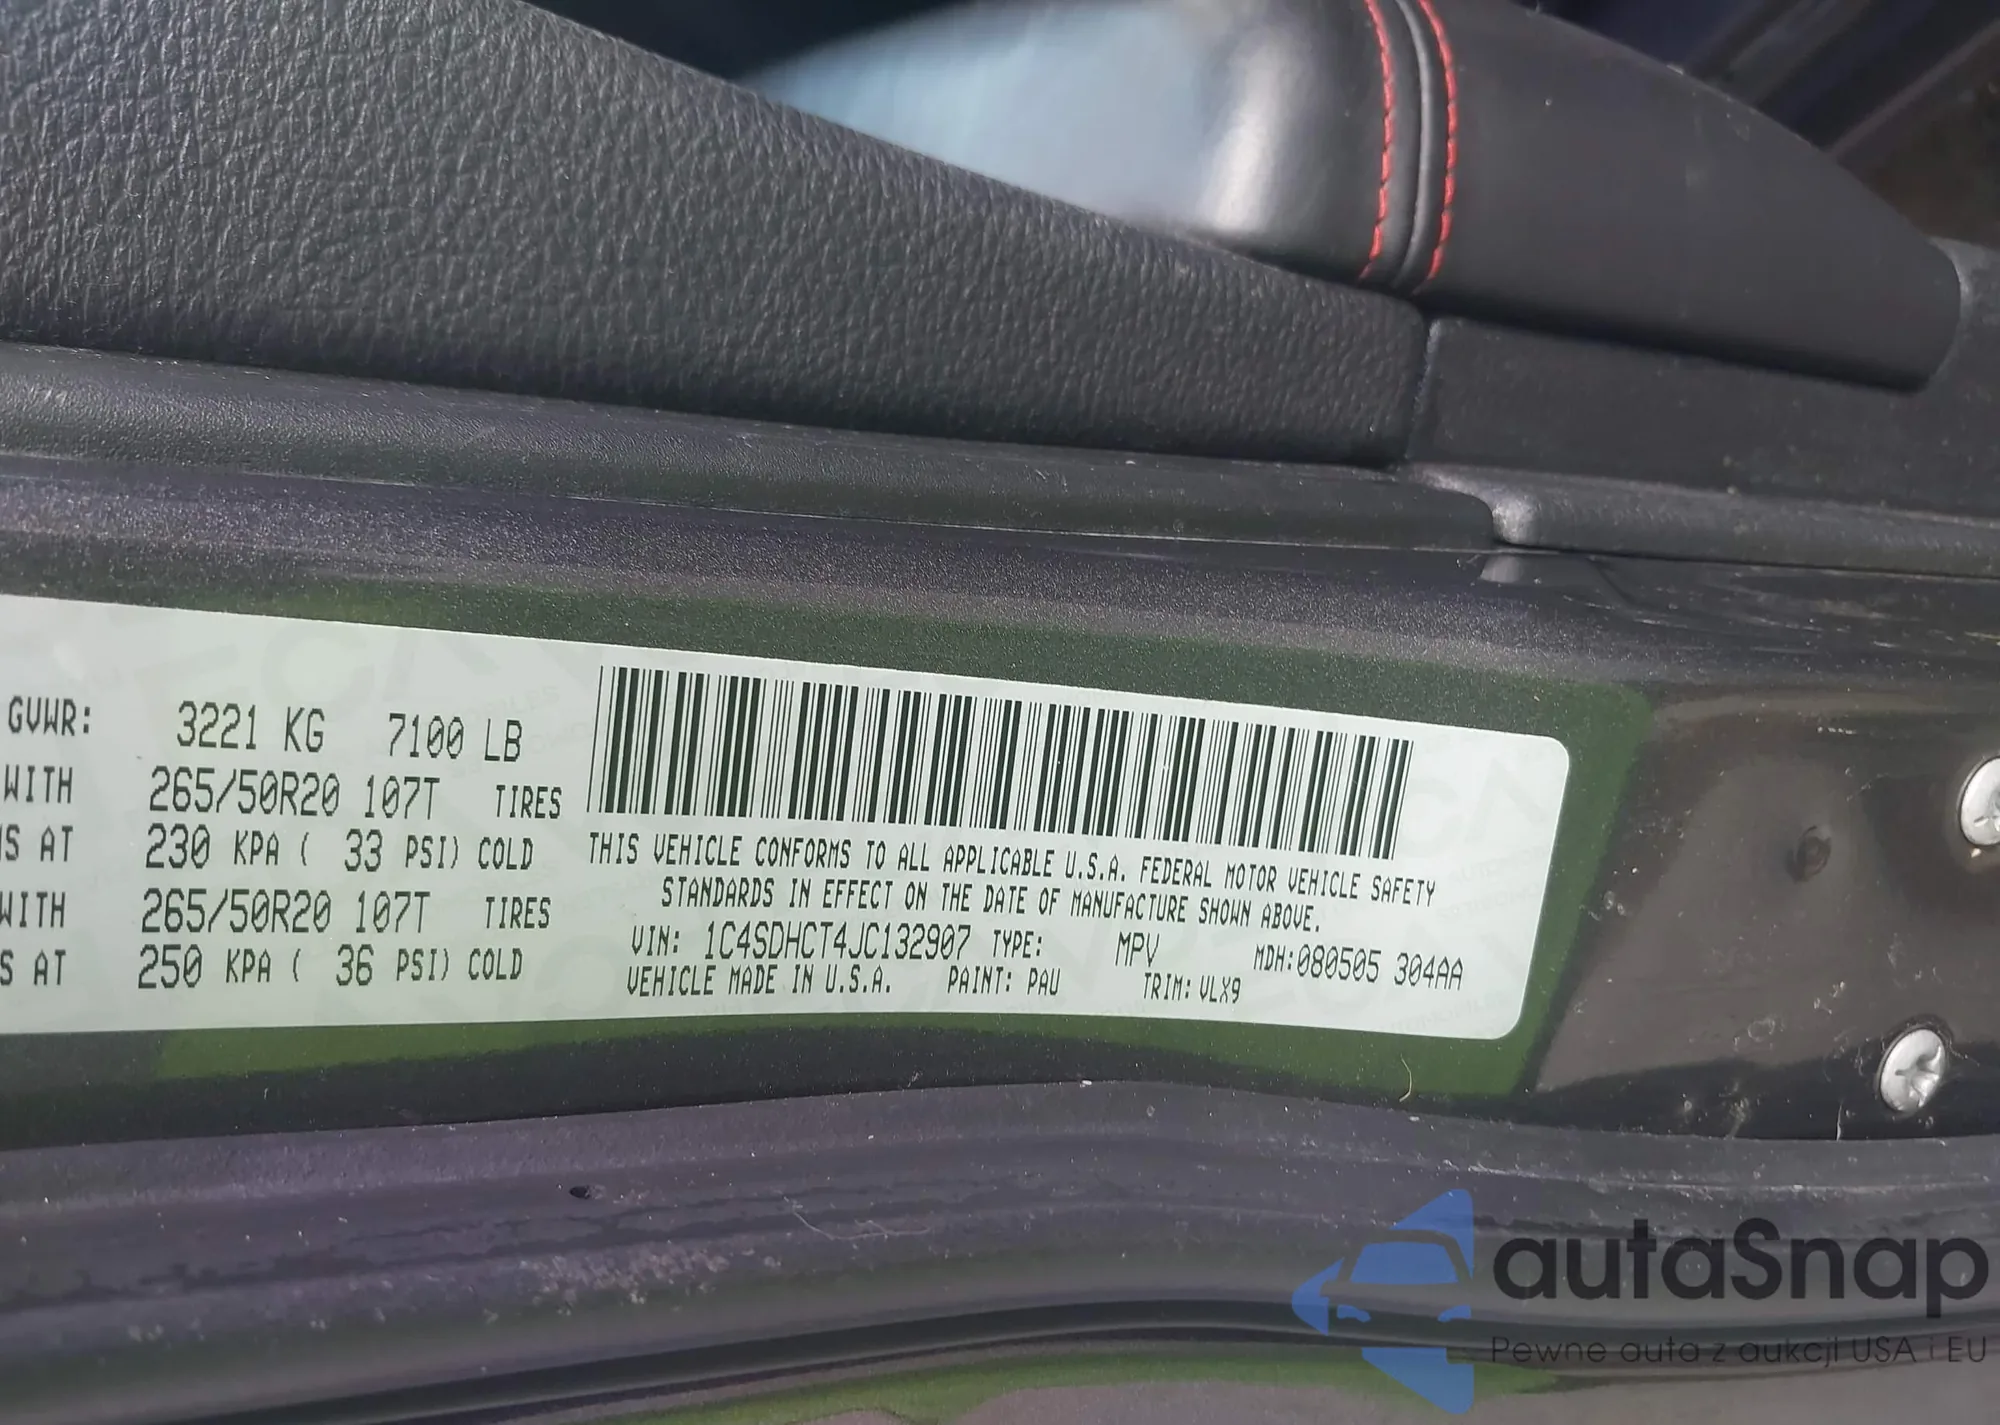 GVWR: 3221 KG 7100 LB
WITH 265/50R20 107T TIRES
S AT 230 KPA ( 33 PSI) COLD
WITH 265/50R20 107T TIRES
S AT 250 KPA ( 36 PSI) COLD
THIS VEHICLE CONFORMS TO ALL APPLICABLE U.S.A. FEDERAL MOTOR VEHICLE SAFETY
STANDARDS IN EFFECT ON THE DATE OF MANUFACTURE SHOWN ABOVE.
VIN: 1C4SDHCT4JC132907 TYPE: MPV MDH:080505 304AA
VEHICLE MADE IN U.S.A. PAINT: PAU TRIM: VLX9
autaSnap
Pewne auta z aukcji USA i EU